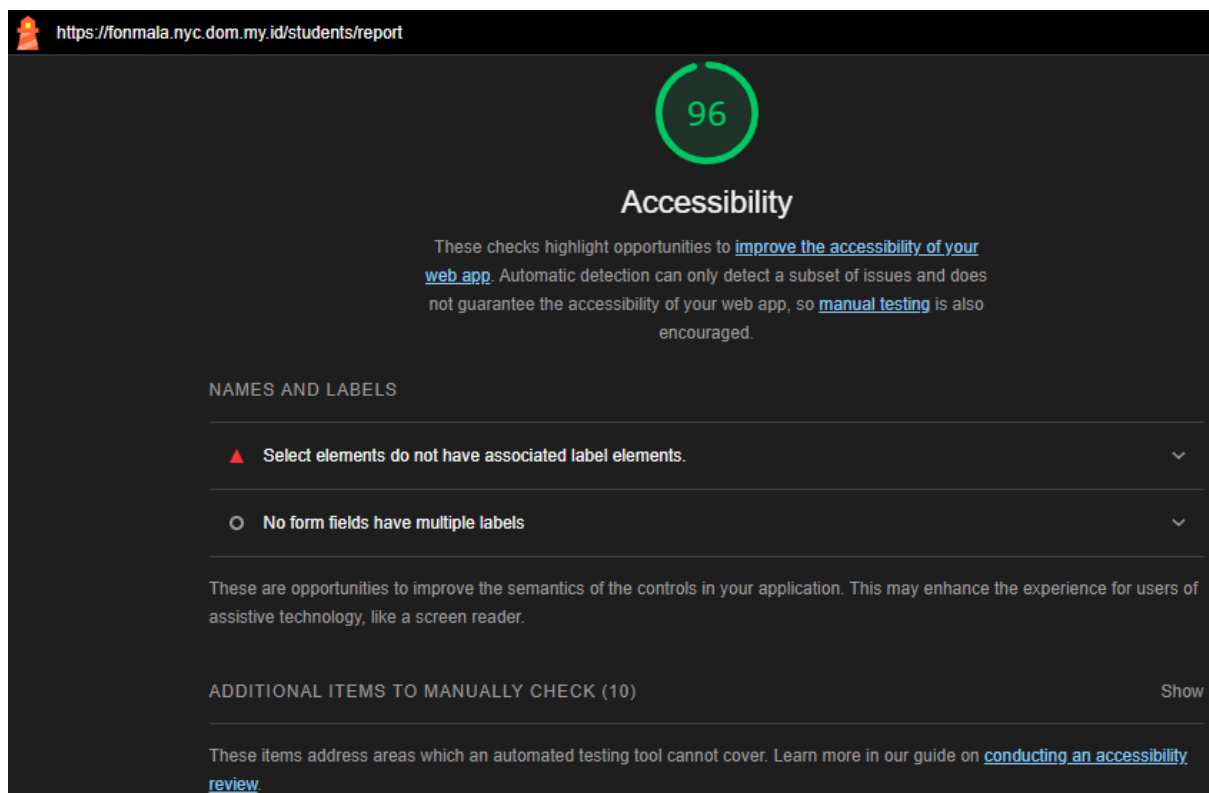 https://fonmala.nyc.dom.my.id/students/report
96
Accessibility
These checks highlight opportunities to improve the accessibility of your
web app. Automatic detection can only detect a subset of issues and does
not guarantee the accessibility of your web app, so manual testing is also
encouraged.
NAMES AND LABELS
Select elements do not have associated label elements.
No form fields have multiple labels
These are opportunities to improve the semantics of the controls in your application. This may enhance the experience for users of
assistive technology, like a screen reader.
ADDITIONAL ITEMS TO MANUALLY CHECK (10)
Show
These items address areas which an automated testing tool cannot cover. Learn more in our guide on conducting an accessibility
review.